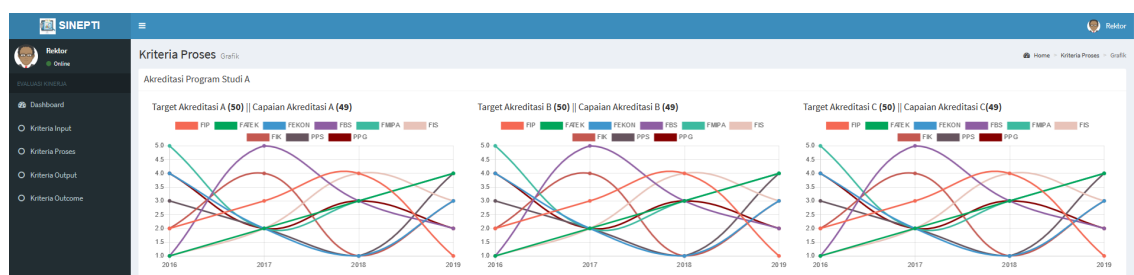 SINEPTI
Rektor
Rektor
Online
EVALUASI KINERJA
Dashboard
Kriteria Input
Kriteria Proses
Kriteria Output
Kriteria Outcome
Kriteria Proses Grafik
Home > Kriteria Proses > Grafik
Akreditasi Program Studi A
Target Akreditasi A (50) || Capaian Akreditasi A (49)
FIP FATEK FEKON FBS FMIPA FIS
FIK PPS PPG
5.0
4.5
4.0
3.5
3.0
2.5
2.0
1.5
1.0
2016 2017 2018 2019
Target Akreditasi B (50) || Capaian Akreditasi B (49)
FIP FATEK FEKON FBS FMIPA FIS
FIK PPS PPG
5.0
4.5
4.0
3.5
3.0
2.5
2.0
1.5
1.0
2016 2017 2018 2019
Target Akreditasi C (50) || Capaian Akreditasi C(49)
FIP FATEK FEKON FBS FMIPA FIS
FIK PPS PPG
5.0
4.5
4.0
3.5
3.0
2.5
2.0
1.5
1.0
2016 2017 2018 2019